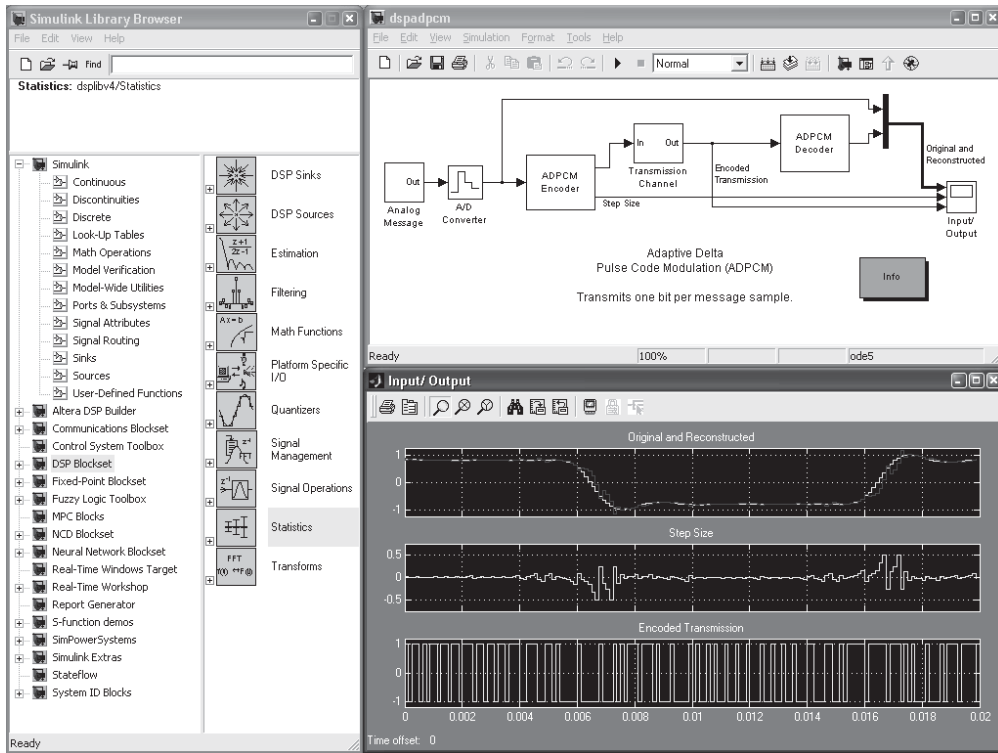 Simulink Library Browser
File Edit View Help
Find
Statistics: dsplibv4/Statistics
Simulink
Continuous
Discontinuities
Discrete
Look-Up Tables
Math Operations
Model Verification
Model-Wide Utilities
Ports & Subsystems
Signal Attributes
Signal Routing
Sinks
Sources
User-Defined Functions
Altera DSP Builder
Communications Blockset
Control System Toolbox
DSP Blockset
Fixed-Point Blockset
Fuzzy Logic Toolbox
MPC Blocks
NCD Blockset
Neural Network Blockset
Real-Time Windows Target
Real-Time Workshop
Report Generator
S-function demos
SimPowerSystems
Simulink Extras
Stateflow
System ID Blocks
DSP Sinks
DSP Sources
z+1
2z-1
Estimation
Filtering
Ax=b
Math Functions
Platform Specific
I/O
Quantizers
z-1
FFT
Signal
Management
z-1
Signal Operations
Statistics
FFT
Transforms
Ready
dspadpcm
File Edit View Simulation Format Tools Help
Normal
Out
Analog
Message
A/D
Converter
ADPCM
Encoder
Step Size
In Out
Transmission
Channel
Encoded
Transmission
ADPCM
Decoder
Original and
Reconstructed
Input/
Output
Adaptive Delta
Pulse Code Modulation (ADPCM)
Transmits one bit per message sample.
Info
Ready 100% ode5
Input/ Output
Original and Reconstructed
1
0
-1
Step Size
0.5
0
-0.5
Encoded Transmission
1
0
-1
0 0.002 0.004 0.006 0.008 0.01 0.012 0.014 0.016 0.018 0.02
Time offset: 0